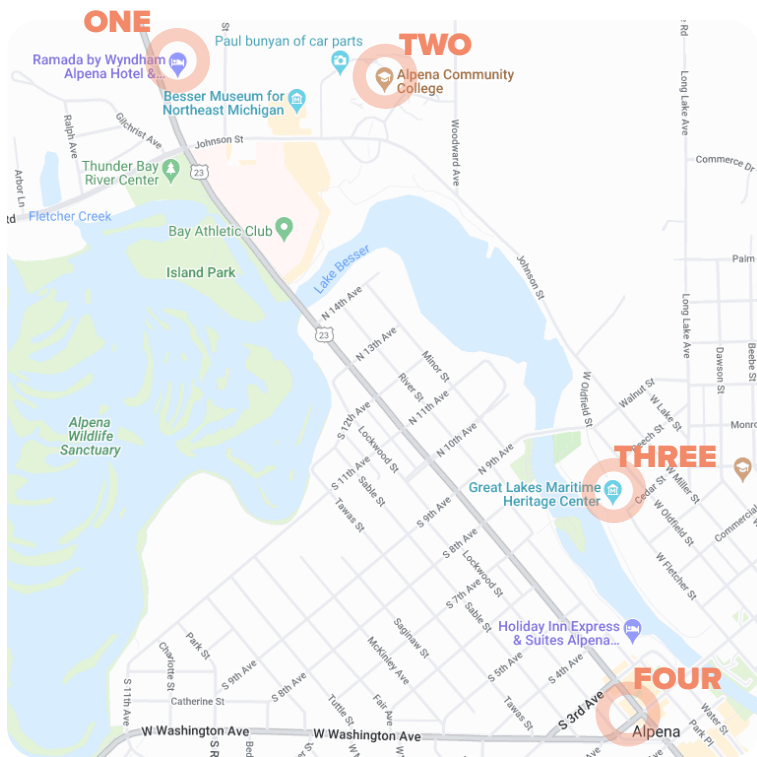 ONE
TWO
St
Rd
Paul bunyan of car parts
Ramada by Wyndham
Alpena Hotel &...
Alpena Community
College
Besser Museum for
Northeast Michigan
Long Lake Ave
Gilchrist Ave
Ralph Ave
Johnson St
Woodward Ave
Commerce Dr
Thunder Bay
River Center
23
Arbor Ln
Fletcher Creek
Bay Athletic Club
Island Park
Lake Besser
Johnson St
Palm
N 14th Ave
Long Lake Ave
23
N 13th Ave
Minor St
Dawson St
Beebe St
River St
W Oldfield St
Walnut St
N 11th Ave
S 12th Ave
W Lake St
Alpena
Wildlife
Sanctuary
Lockwood St
N 10th Ave
Beech St
N 9th Ave
THREE
S 11th Ave
Sable St
Great Lakes Maritime
Heritage Center
Cedar St
W Miller St
Tawas St
S 9th Ave
W Oldfield St
Commercial
S 8th Ave
Lockwood St
W Fletcher St
S 7th Ave
Sable St
Saginaw St
Holiday Inn Express
& Suites Alpena...
Park St
McKinley Ave
Charlotte St
S 9th Ave
S 5th Ave
S 4th Ave
FOUR
S 11th Ave
S 8th Ave
Catherine St
Tuttle St
Fair Ave
Tawas St
S 3rd Ave
Water St
Park Pl
W Washington Ave
W Washington Ave
Alpena